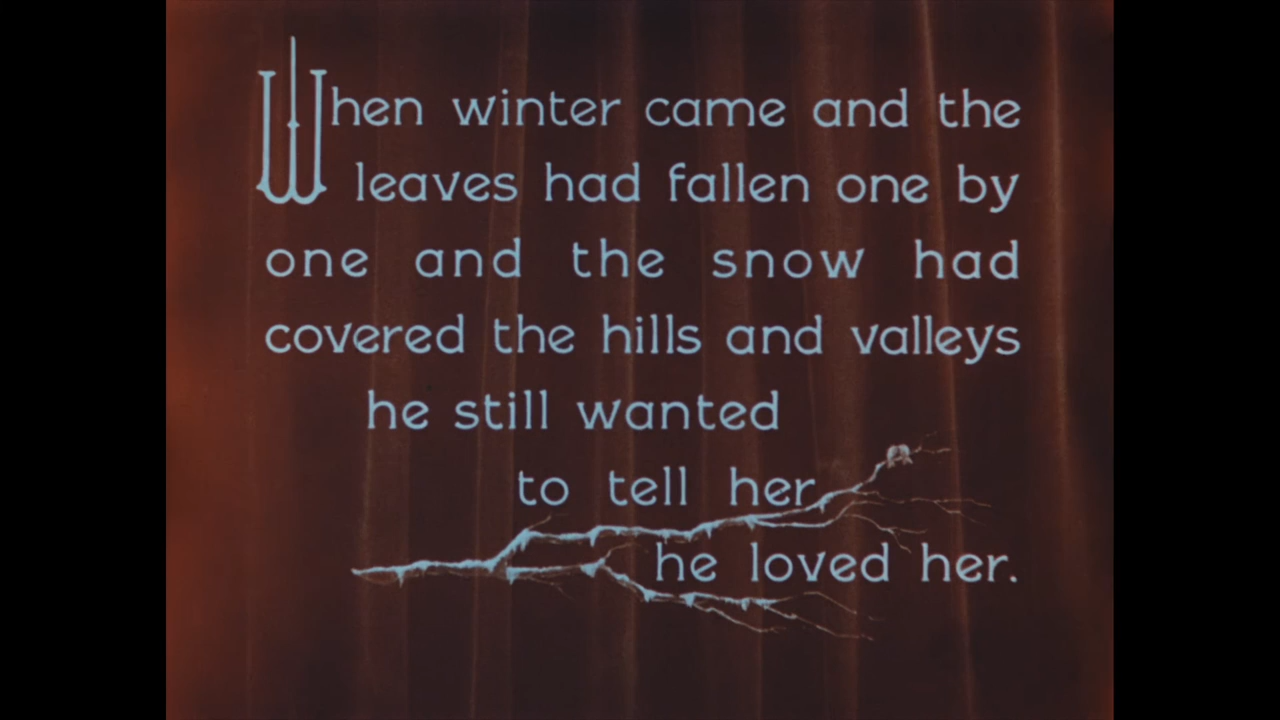 When winter came and the
leaves had fallen one by
one and the snow had
covered the hills and valleys
he still wanted
to tell her
he loved her.